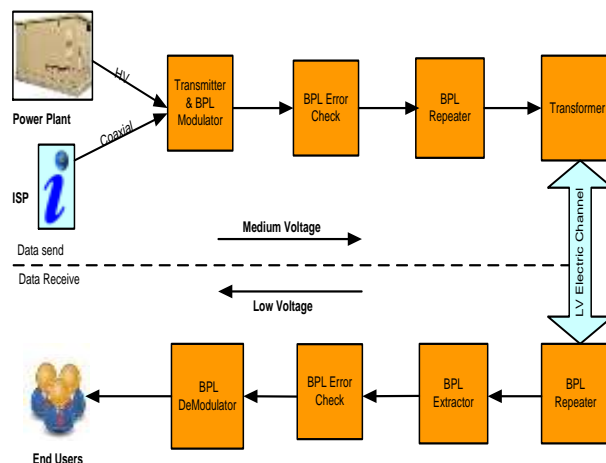 HV
Power Plant
Coaxial
ISP
Transmitter
& BPL
Modulator
BPL Error
Check
BPL
Repeater
Transformer
Medium Voltage
Data send
Data Receive
Low Voltage
LV Electric Channel
End Users
BPL
DeModulator
BPL Error
Check
BPL
Extractor
BPL
Repeater